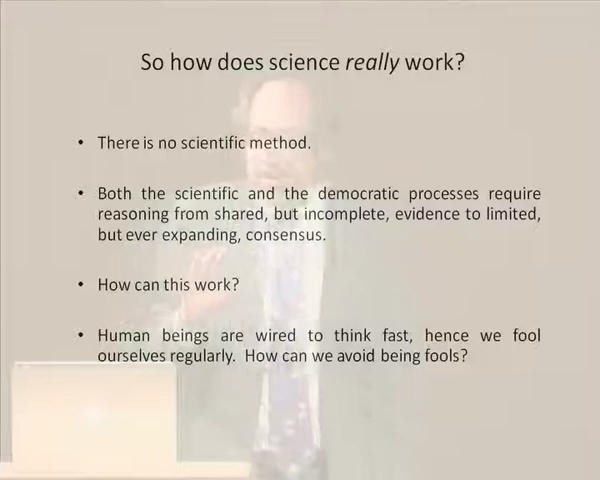 So how does science really work?
• There is no scientific method.
• Both the scientific and the democratic processes require
reasoning from shared, but incomplete, evidence to limited,
but ever expanding, consensus.
• How can this work?
• Human beings are wired to think fast, hence we fool
ourselves regularly. How can we avoid being fools?